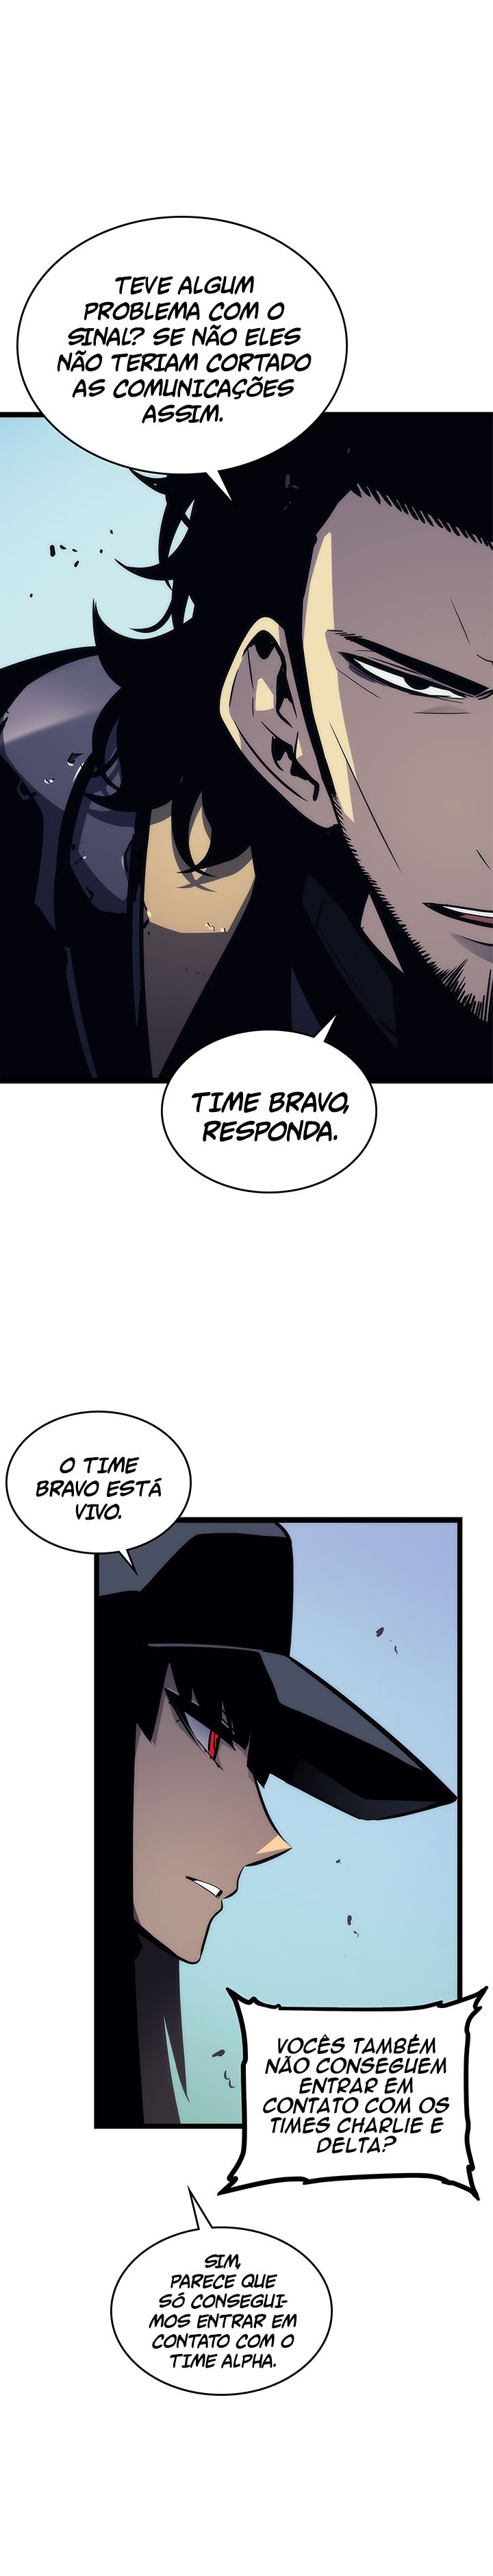 TEVE ALGUM
PROBLEMA COM O
SINAL? SE NÃO ELES
NÃO TERIAM CORTADO
AS COMUNICAÇÕES
ASSIM.
TIME BRAVO,
RESPONDA.
O TIME
BRAVO ESTÁ
VIVO.
VOCÊS TAMBÉM
NÃO CONSEGUEM
ENTRAR EM
CONTATO COM OS
TIMES CHARLIE E
DELTA?
SIM,
PARECE QUE
SÓ CONSEGUI-
MOS ENTRAR EM
CONTATO COM O
TIME ALPHA.